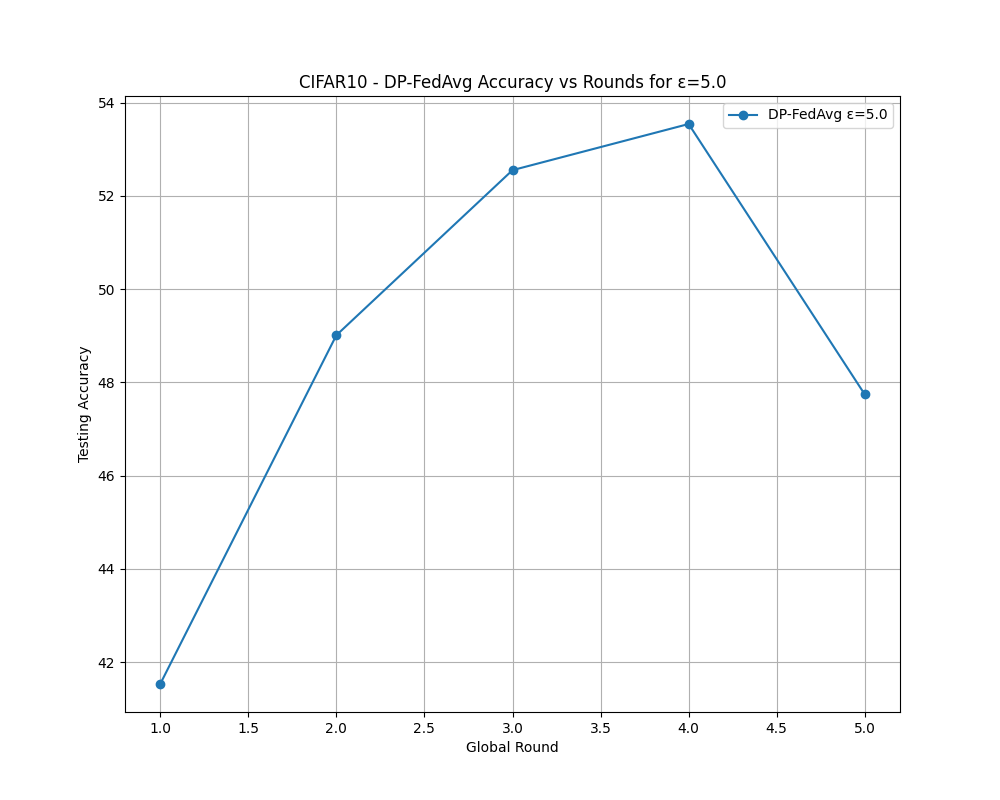 CIFAR10 - DP-FedAvg Accuracy vs Rounds for ε=5.0
DP-FedAvg ε=5.0
54
52
50
48
46
44
42
Testing Accuracy
1.0 1.5 2.0 2.5 3.0 3.5 4.0 4.5 5.0
Global Round